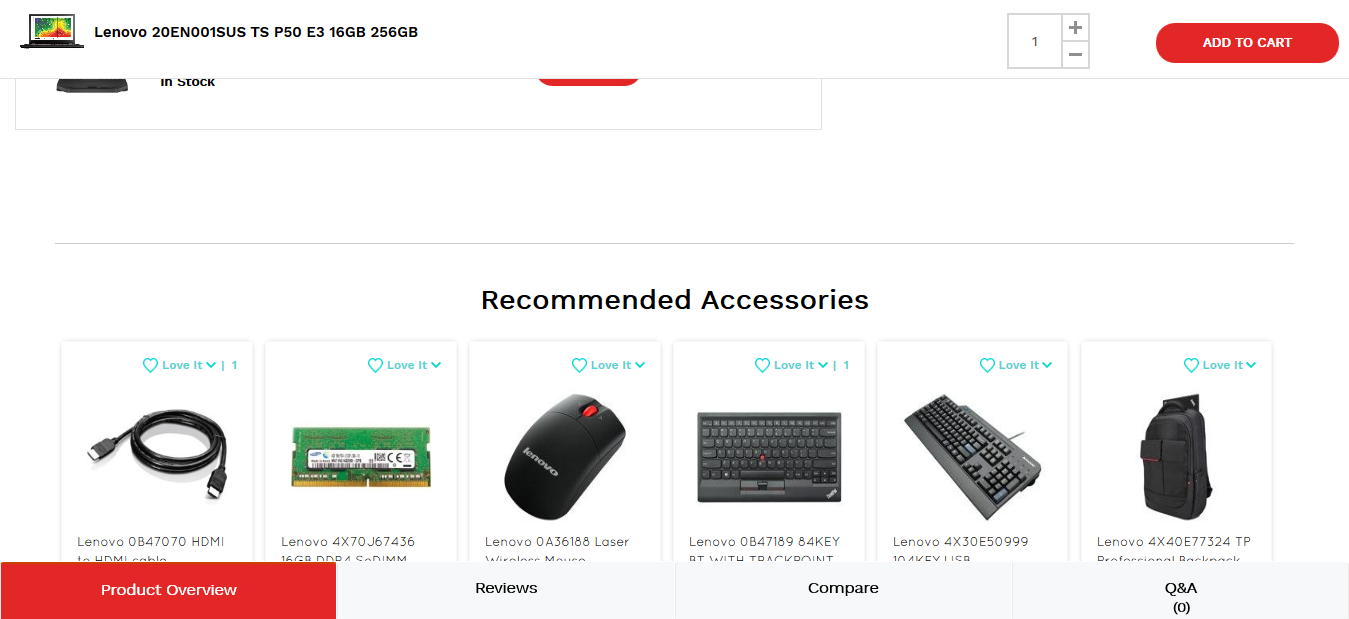 Lenovo 20EN001SUS TS P50 E3 16GB 256GB
1
ADD TO CART
In Stock
Recommended Accessories
Love It | 1
Love It
Love It
Love It | 1
Love It
Love It
lenovo
Lenovo 0B47070 HDMI
to HDMI cable
Lenovo 4X70J67436
16GB DDR4 SoDIMM
Lenovo 0A36188 Laser
Wireless Mouse
Lenovo 0B47189 84KEY
BT WITH TRACKPOINT
Lenovo 4X30E50999
104KEY USB
Lenovo 4X40E77324 TP
Professional Backpack
Product Overview
Reviews
Compare
Q&A
(0)